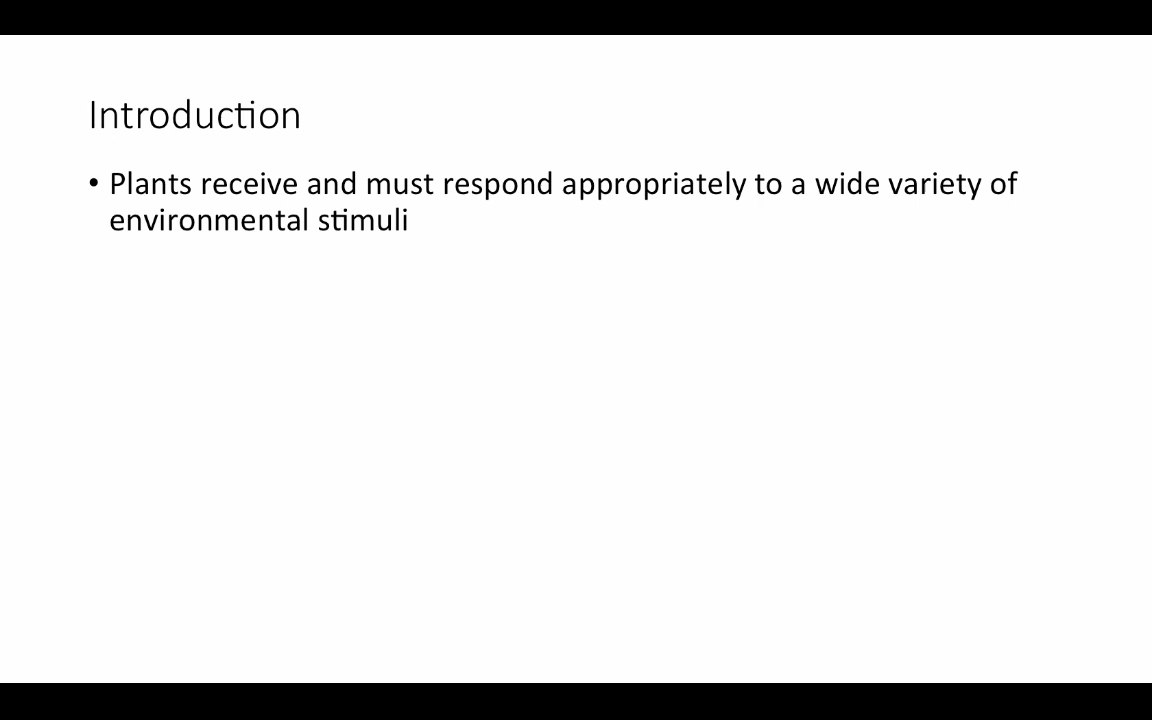 Introduction
• Plants receive and must respond appropriately to a wide variety of
environmental stimuli